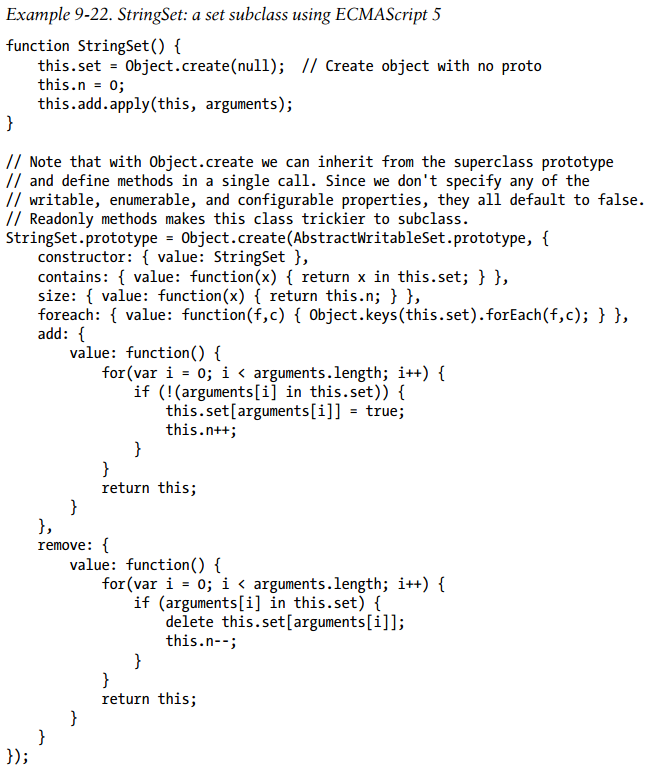 Example 9-22. StringSet: a set subclass using ECMAScript 5
function StringSet() {
    this.set = Object.create(null);  // Create object with no proto
    this.n = 0;
    this.add.apply(this, arguments);
}

// Note that with Object.create we can inherit from the superclass prototype
// and define methods in a single call. Since we don't specify any of the
// writable, enumerable, and configurable properties, they all default to false.
// Readonly methods makes this class trickier to subclass.
StringSet.prototype = Object.create(AbstractWritableSet.prototype, {
    constructor: { value: StringSet },
    contains: { value: function(x) { return x in this.set; } },
    size: { value: function(x) { return this.n; } },
    foreach: { value: function(f,c) { Object.keys(this.set).forEach(f,c); } },
    add: {
        value: function() {
            for(var i = 0; i < arguments.length; i++) {
                if (!(arguments[i] in this.set)) {
                    this.set[arguments[i]] = true;
                    this.n++;
                }
            }
            return this;
        }
    },
    remove: {
        value: function() {
            for(var i = 0; i < arguments.length; i++) {
                if (arguments[i] in this.set) {
                    delete this.set[arguments[i]];
                    this.n--;
                }
            }
            return this;
        }
    }
});